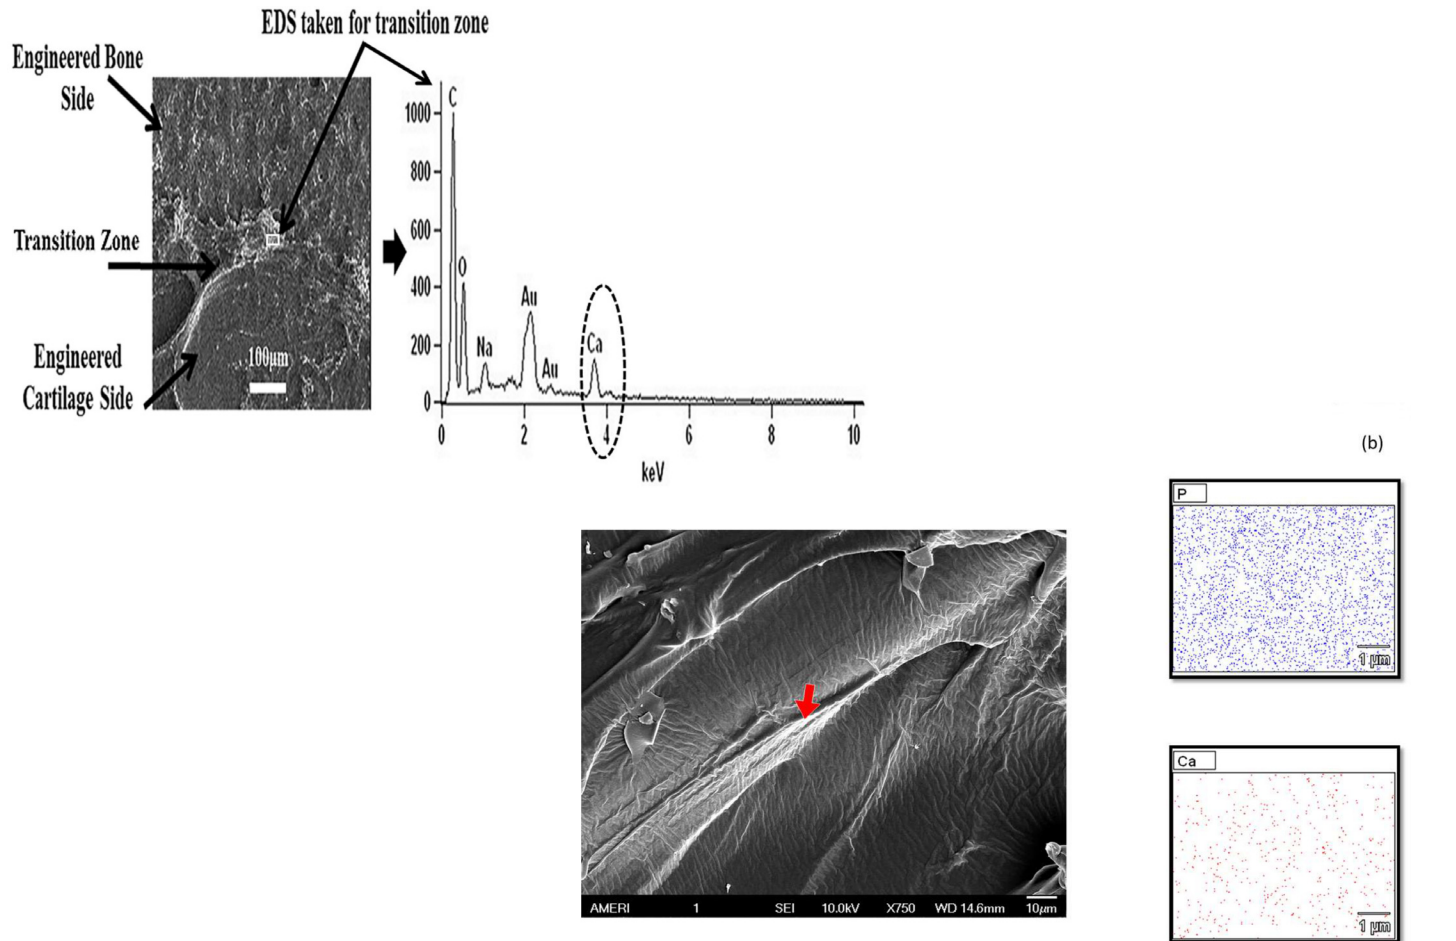 EDS taken for transition zone
Engineered Bone
Side
Transition Zone
Engineered
Cartilage Side
100μm
C
O
Na
Au
Au
Ca
1000
800
600
400
200
0
0 2 4 6 8 10
keV
(b)
P
1 μm
Ca
1 μm
AMERI 1 SEI 10.0kV X750 WD 14.6mm 10μm